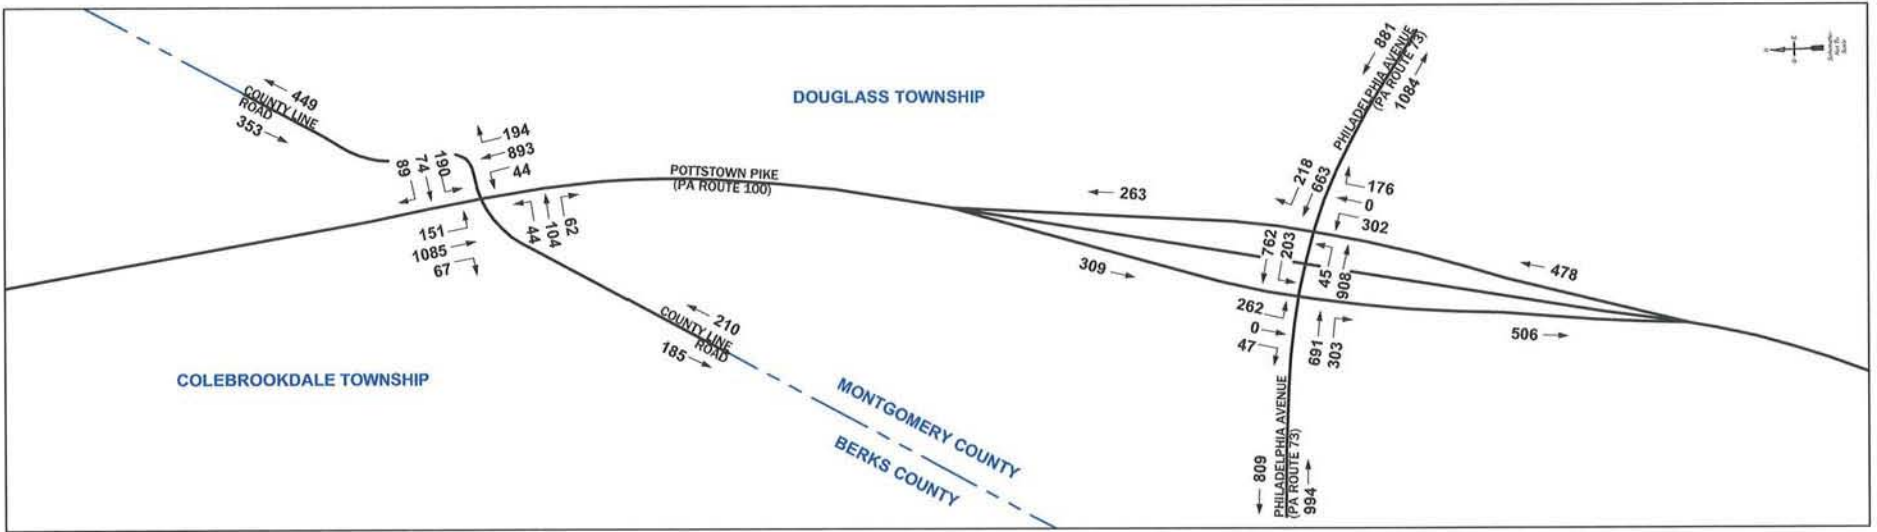 DOUGLASS TOWNSHIP
449
COUNTY LINE
ROAD
353
89
74
190
194
893
44
151
1085
67
44
104
62
POTTSTOWN PIKE
(PA ROUTE 100)
263
309
881
PHILADELPHIA AVENUE
(PA ROUTE 73)
1084
218
663
176
0
302
762
203
45
908
478
262
0
47
691
303
506
210
COUNTY LINE
ROAD
185
COLEBROOKDALE TOWNSHIP
MONTGOMERY COUNTY
BERKS COUNTY
809
PHILADELPHIA AVENUE
(PA ROUTE 73)
994